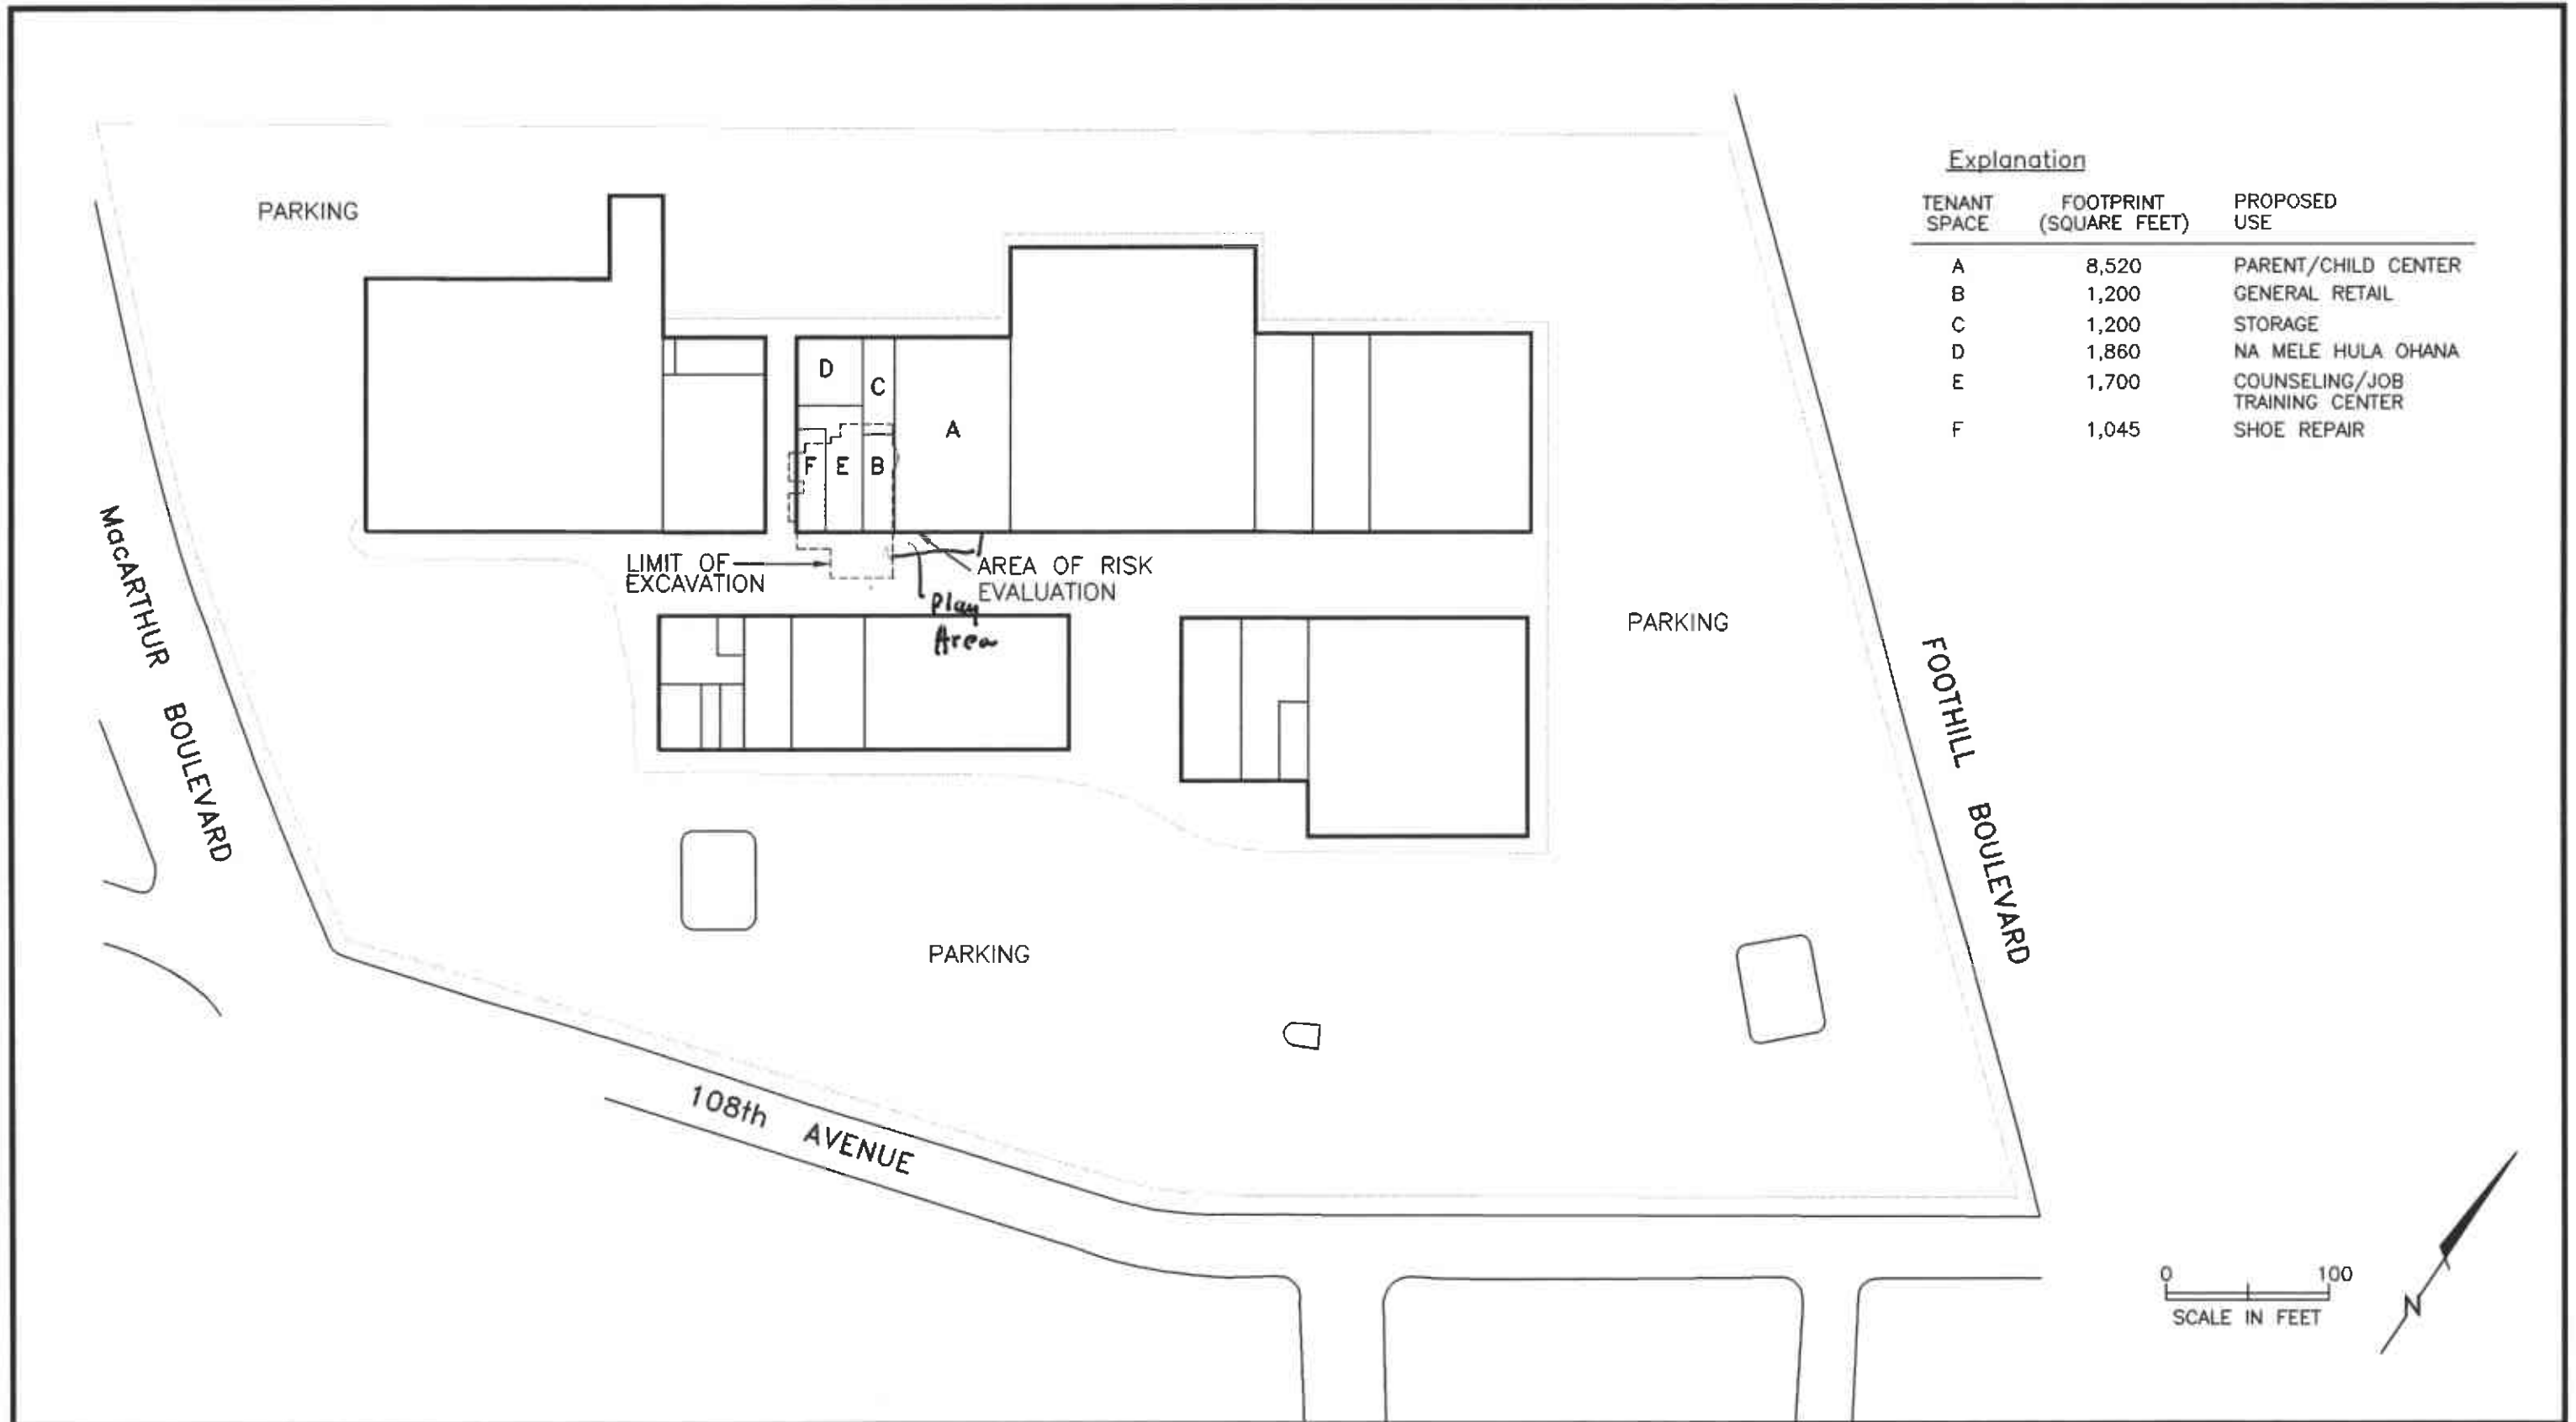 Explanation
TENANT SPACE FOOTPRINT (SQUARE FEET) PROPOSED USE
A 8,520 PARENT/CHILD CENTER
B 1,200 GENERAL RETAIL
C 1,200 STORAGE
D 1,860 NA MELE HULA OHANA
E 1,700 COUNSELING/JOB
TRAINING CENTER
F 1,045 SHOE REPAIR
PARKING
D
C
A
F E B
LIMIT OF
EXCAVATION
AREA OF RISK
EVALUATION
Play
Area
PARKING
MacARTHUR BOULEVARD
FOOTHILL BOULEVARD
PARKING
108th AVENUE
0 100
SCALE IN FEET
N